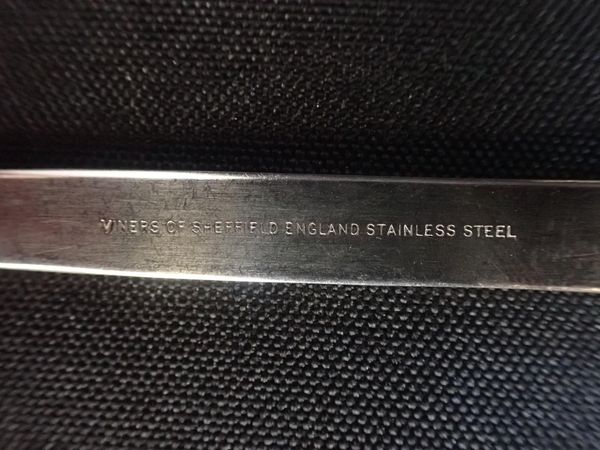 VINERS OF SHEFFIELD ENGLAND STAINLESS STEEL